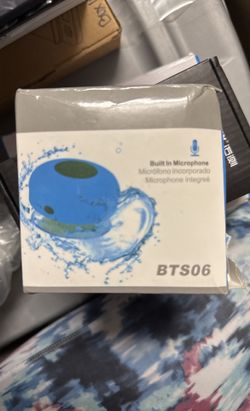 Built In Microphone
Micrófono Incorporado
Microphone Intégré
BTS06